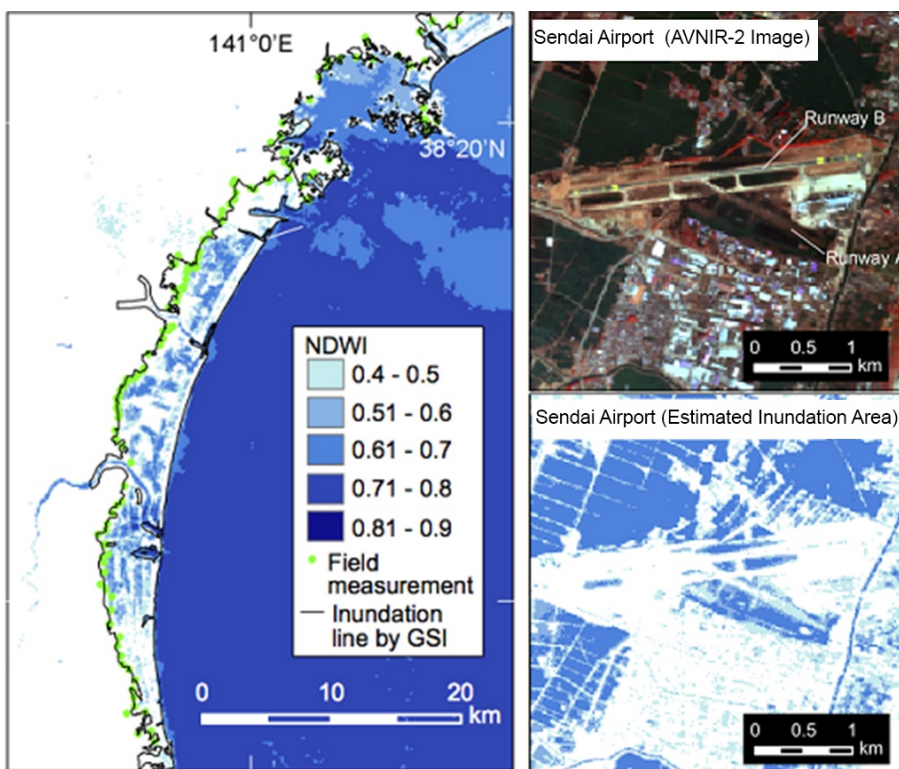 141°0'E
38°20'N
NDWI
0.4 - 0.5
0.51 - 0.6
0.61 - 0.7
0.71 - 0.8
0.81 - 0.9
Field
measurement
Inundation
line by GSI
0 10 20
km
Sendai Airport (AVNIR-2 Image)
Runway B
Runway A
0 0.5 1
km
Sendai Airport (Estimated Inundation Area)
0 0.5 1
km